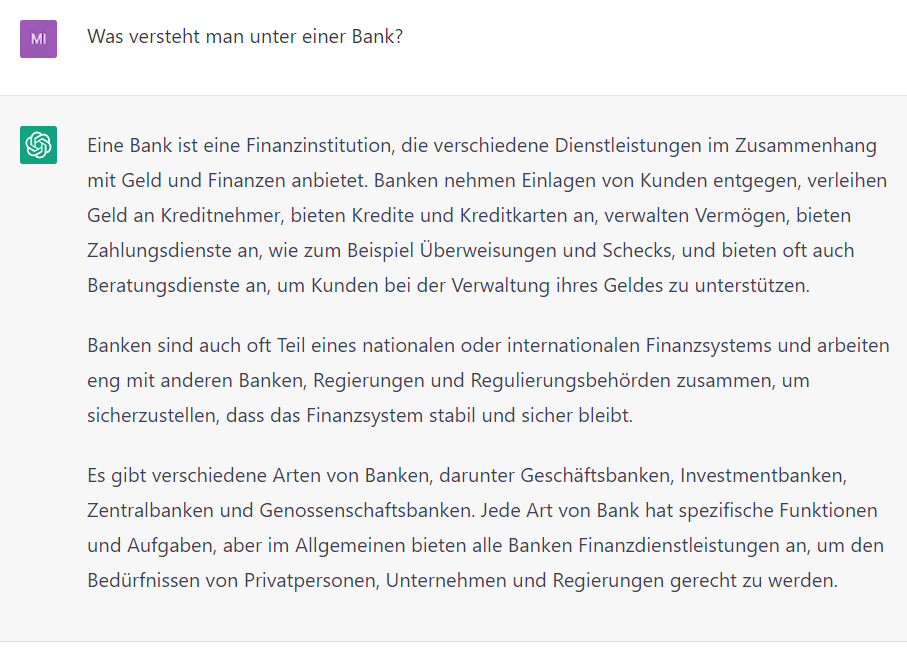 MI
Was versteht man unter einer Bank?
Eine Bank ist eine Finanzinstitution, die verschiedene Dienstleistungen im Zusammenhang
mit Geld und Finanzen anbietet. Banken nehmen Einlagen von Kunden entgegen, verleihen
Geld an Kreditnehmer, bieten Kredite und Kreditkarten an, verwalten Vermögen, bieten
Zahlungsdienste an, wie zum Beispiel Überweisungen und Schecks, und bieten oft auch
Beratungsdienste an, um Kunden bei der Verwaltung ihres Geldes zu unterstützen.
Banken sind auch oft Teil eines nationalen oder internationalen Finanzsystems und arbeiten
eng mit anderen Banken, Regierungen und Regulierungsbehörden zusammen, um
sicherzustellen, dass das Finanzsystem stabil und sicher bleibt.
Es gibt verschiedene Arten von Banken, darunter Geschäftsbanken, Investmentbanken,
Zentralbanken und Genossenschaftsbanken. Jede Art von Bank hat spezifische Funktionen
und Aufgaben, aber im Allgemeinen bieten alle Banken Finanzdienstleistungen an, um den
Bedürfnissen von Privatpersonen, Unternehmen und Regierungen gerecht zu werden.